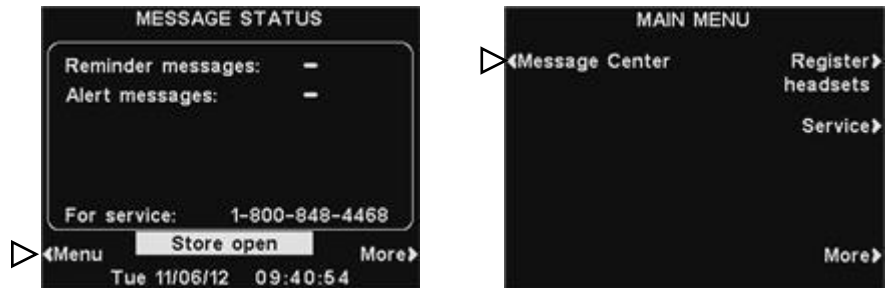 MESSAGE STATUS
Reminder messages: -
Alert messages: -
For service: 1-800-848-4468
Store open
Menu More
Tue 11/06/12 09:40:54
MAIN MENU
Message Center Register
headsets
Service
More